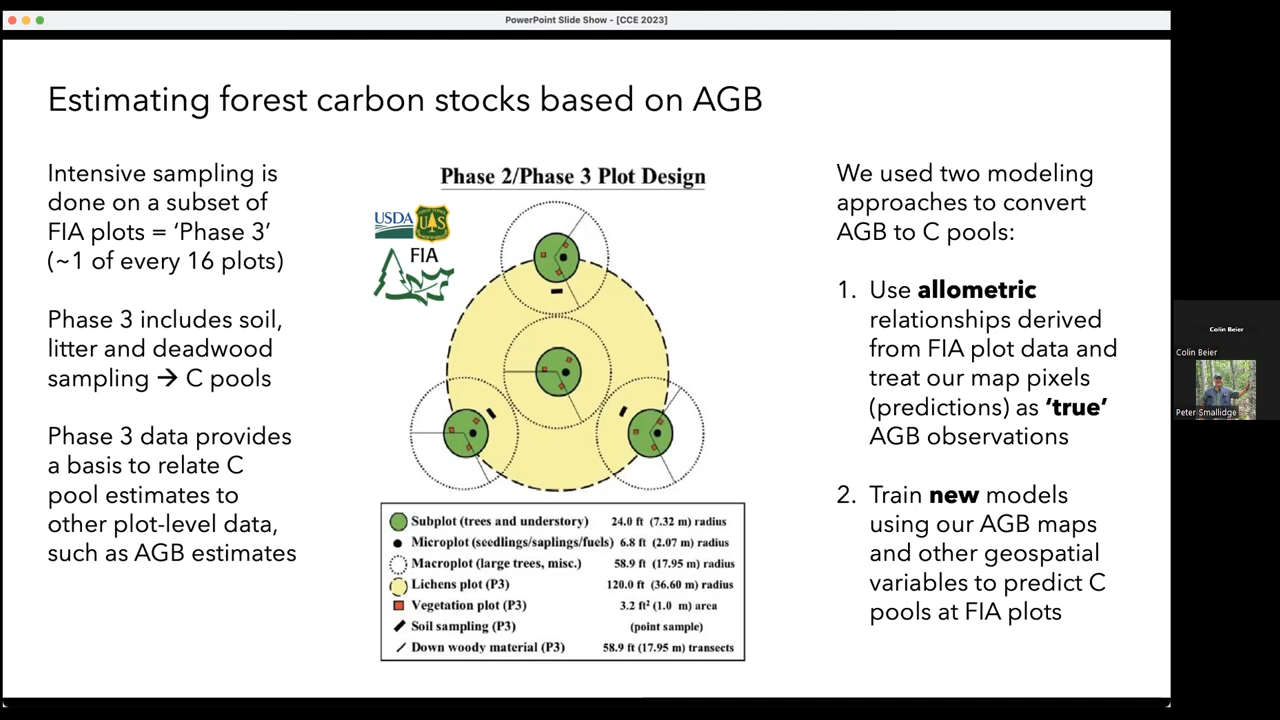 PowerPoint Slide Show - [CCE 2023]
Estimating forest carbon stocks based on AGB
Intensive sampling is
done on a subset of
FIA plots = ‘Phase 3’
(~1 of every 16 plots)
Phase 3 includes soil,
litter and deadwood
sampling → C pools
Phase 3 data provides
a basis to relate C
pool estimates to
other plot-level data,
such as AGB estimates
Phase 2/Phase 3 Plot Design
USDA
UAS
FIA
Subplot (trees and understory) 24.0 ft (7.32 m) radius
Microplot (seedlings/saplings/fuels) 6.8 ft (2.07 m) radius
Macroplot (large trees, misc.) 58.9 ft (17.95 m) radius
Lichens plot (P3) 120.0 ft (36.60 m) radius
Vegetation plot (P3) 3.2 ft² (1.0 m) area
Soil sampling (P3) (point sample)
Down woody material (P3) 58.9 ft (17.95 m) transects
We used two modeling
approaches to convert
AGB to C pools:
1. Use allometric
relationships derived
from FIA plot data and
treat our map pixels
(predictions) as ‘true’
AGB observations
2. Train new models
using our AGB maps
and other geospatial
variables to predict C
pools at FIA plots
Colin Beier
Colin Beier
Peter Smallidge